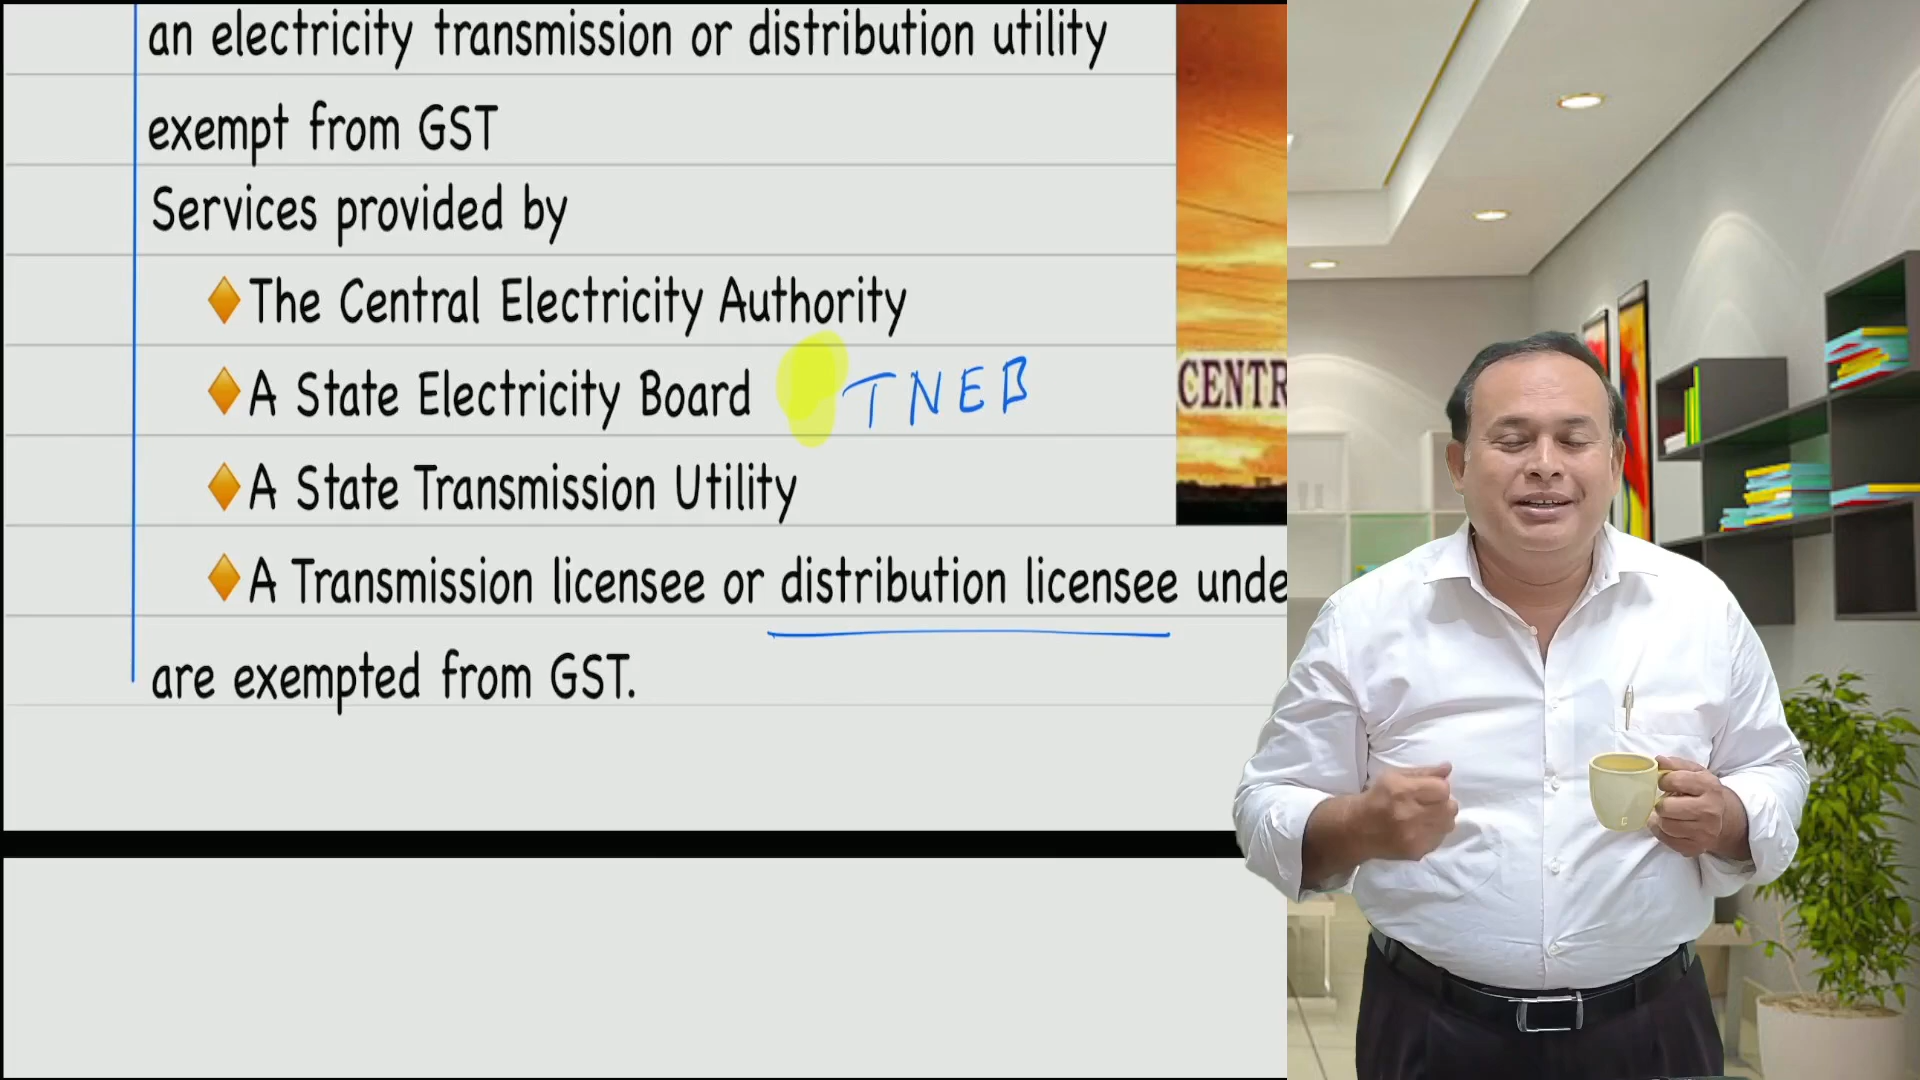 an electricity transmission or distribution utility
exempt from GST
Services provided by
The Central Electricity Authority
A State Electricity Board TNEB
A State Transmission Utility
A Transmission licensee or distribution licensee unde
are exempted from GST.
CENTR